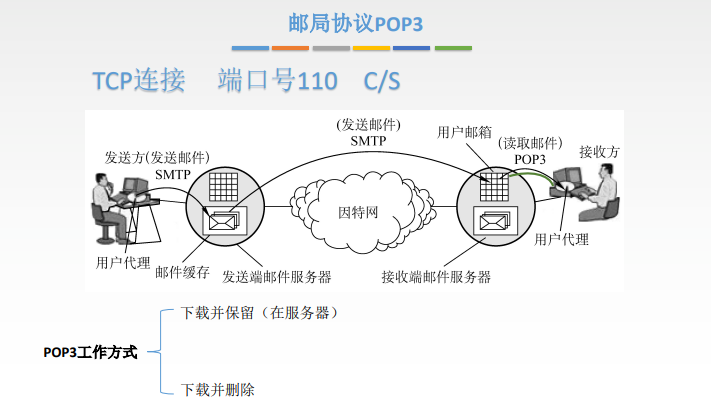 邮局协议POP3
TCP连接 端口号110 C/S
(发送邮件)
SMTP
用户邮箱
(读取邮件)
POP3
接收方
发送方(发送邮件)
SMTP
因特网
用户代理
邮件缓存
发送端邮件服务器
接收端邮件服务器
用户代理
下载并保留（在服务器）
POP3工作方式
下载并删除